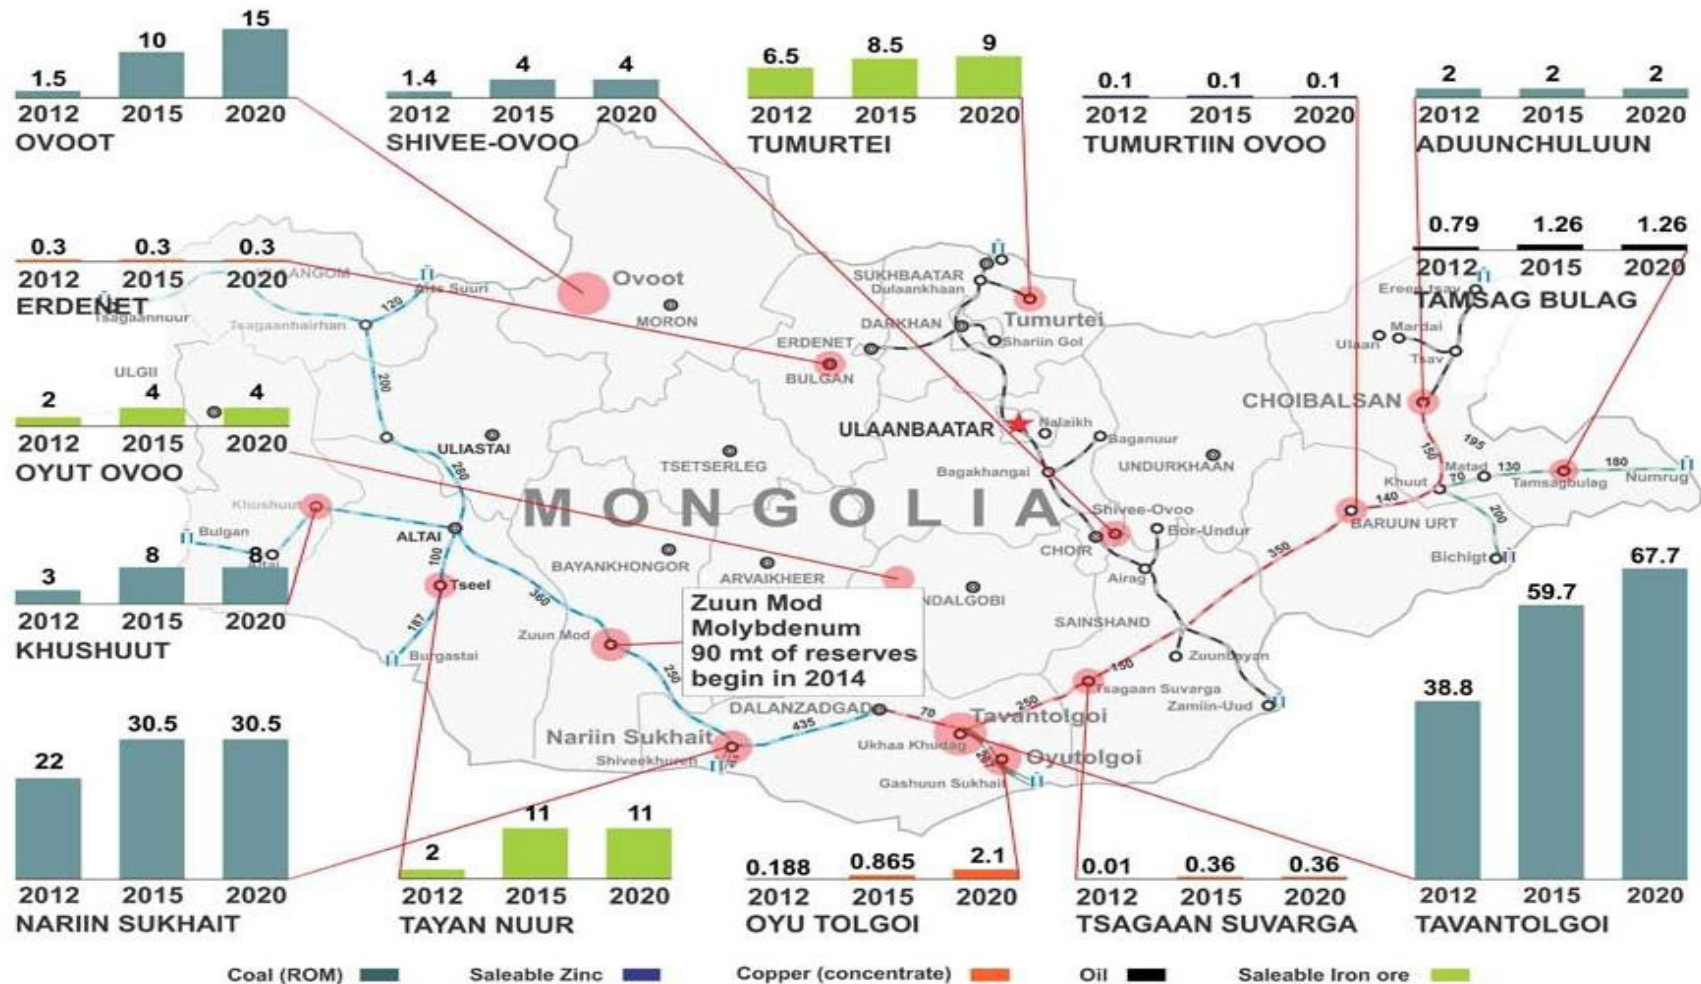 1.5 10 15
2012 2015 2020
OVOOT
1.4 4 4
2012 2015 2020
SHIVEE-OVOO
6.5 8.5 9
2012 2015 2020
TUMURTEI
0.1 0.1 0.1
2012 2015 2020
TUMURTIIN OVOO
2 2 2
2012 2015 2020
ADUUNCHULUUN
0.3 0.3 0.3
2012 2015 2020
ERDENET
0.79 1.26 1.26
2012 2015 2020
TAMSAG BULAG
2 4 4
2012 2015 2020
OYUT OVOO
3 8 8
2012 2015 2020
KHUSHUUT
22 30.5 30.5
2012 2015 2020
NARIIN SUKHAIT
2 11 11
2012 2015 2020
TAYAN NUUR
0.188 0.865 2.1
2012 2015 2020
OYU TOLGOI
0.01 0.36 0.36
2012 2015 2020
TSAGAAN SUVARGA
38.8 59.7 67.7
2012 2015 2020
TAVANTOLGOI
Tsagaannuur
Arts Suuri
120
Tsagaanhairhan
200
ULGII
ULIASTAI
280
Khushuut
Bulgan
Altai
ALTAI
100
Tseel
187
Burgastai
360
Zuun Mod
250
Ovoot
MORON
ERDENET
BULGAN
SUKHBAATAR
Dulaankhaan
DARKHAN
Shariin Gol
Tumurtei
ULAANBAATAR
Nalaikh
Baganuur
Bagakhangai
UNDURKHAAN
TSETSERLEG
MONGOLIA
Shivee-Ovoo
Bor-Undur
CHOIR
Airag
BAYANKHONGOR
ARVAIKHEER
NDALGOBI
Zuun Mod
Molybdenum
90 mt of reserves
begin in 2014
SAINSHAND
Zuunbayan
Zamiin-Uud
Tsagaan Suvarga
150
250
350
DALANZADGAD
70
435
Nariin Sukhait
Shiveekhuren
Tavantolgoi
Ukhaa Khudag
267
Oyutolgoi
Gashuun Sukhait
Ereen tsav
Mardai
Ulaan
Tsav
CHOIBALSAN
150
195
Matad
130
180
Khuut
70
Tamsagbulag
Numrug
140
BARUUN URT
200
Bichigt
Coal (ROM)
Saleable Zinc
Copper (concentrate)
Oil
Saleable Iron ore